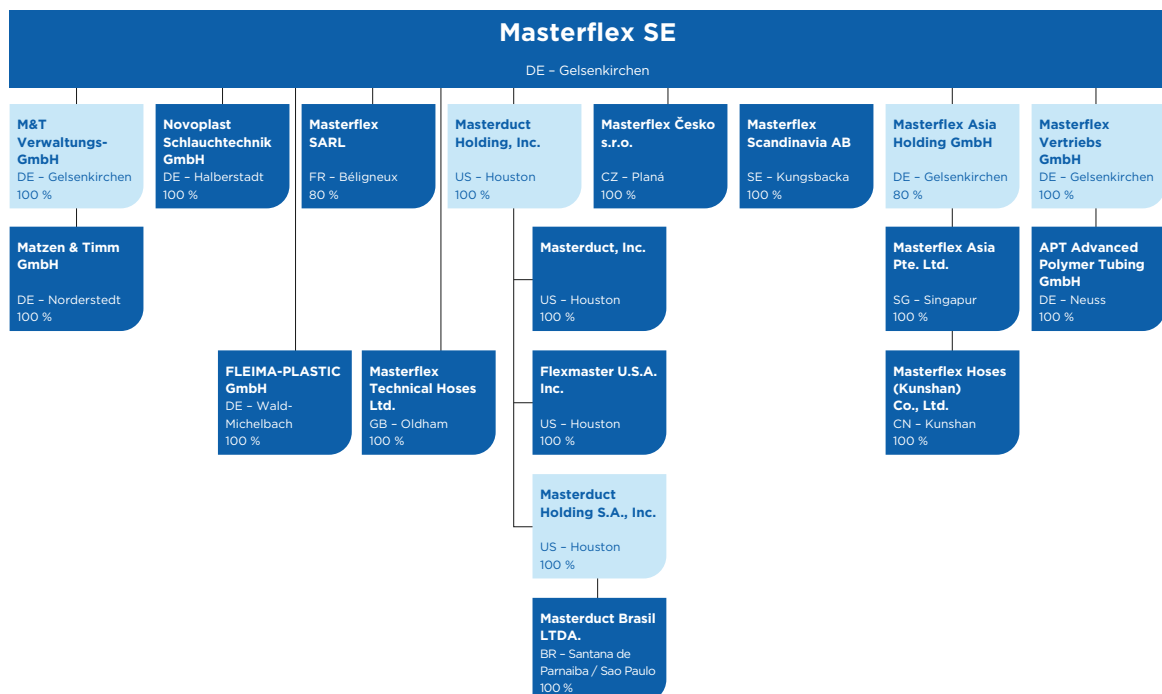 Masterflex SE
DE – Gelsenkirchen
M&T
Verwaltungs-
GmbH
DE – Gelsenkirchen
100 %
Novoplast
Schlauchtechnik
GmbH
DE – Halberstadt
100 %
Masterflex
SARL
FR – Béligneux
80 %
Masterduct
Holding, Inc.
US – Houston
100 %
Masterflex Česko
s.r.o.
CZ – Planá
100 %
Masterflex
Scandinavia AB
SE – Kungsbacka
100 %
Masterflex Asia
Holding GmbH
DE – Gelsenkirchen
80 %
Masterflex
Vertriebs
GmbH
DE – Gelsenkirchen
100 %
Matzen & Timm
GmbH
DE – Norderstedt
100 %
Masterduct, Inc.
US – Houston
100 %
Masterflex Asia
Pte. Ltd.
SG – Singapur
100 %
APT Advanced
Polymer Tubing
GmbH
DE – Neuss
100 %
FLEIMA-PLASTIC
GmbH
DE – Wald-
Michelbach
100 %
Masterflex
Technical Hoses
Ltd.
GB – Oldham
100 %
Flexmaster U.S.A.
Inc.
US – Houston
100 %
Masterflex Hoses
(Kunshan)
Co., Ltd.
CN – Kunshan
100 %
Masterduct
Holding S.A., Inc.
US – Houston
100 %
Masterduct Brasil
LTDA.
BR – Santana de
Parnaiba / Sao Paulo
100 %